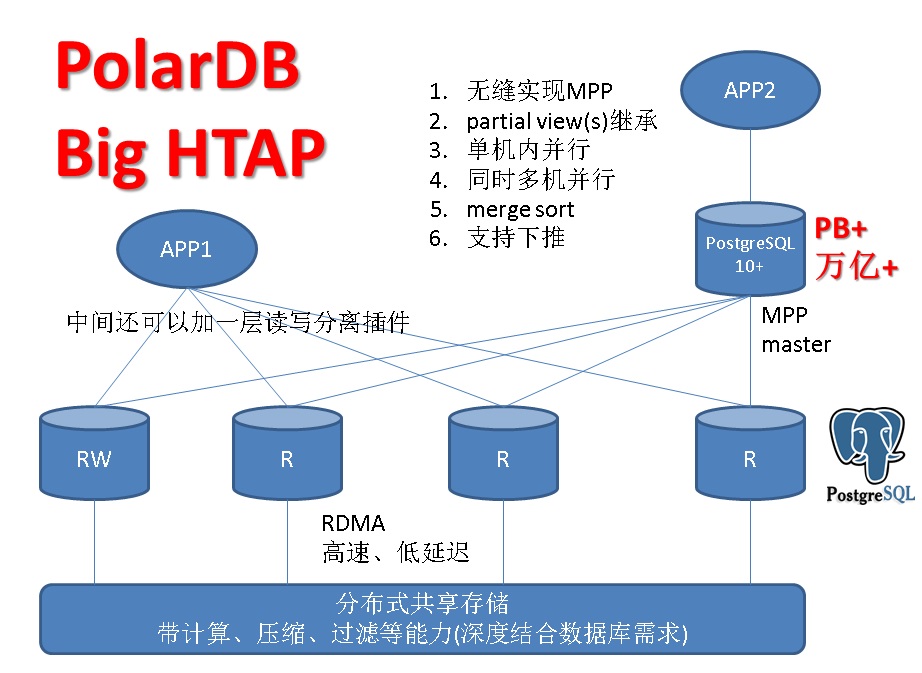 PolarDB
Big HTAP
1. 无缝实现MPP
2. partial view(s)继承
3. 单机内并行
4. 同时多机并行
5. merge sort
6. 支持下推
APP2
PostgreSQL
10+
PB+
万亿+
APP1
中间还可以加一层读写分离插件
MPP
master
RW
R
R
R
PostgreSQL
RDMA
高速、低延迟
分布式共享存储
带计算、压缩、过滤等能力(深度结合数据库需求)